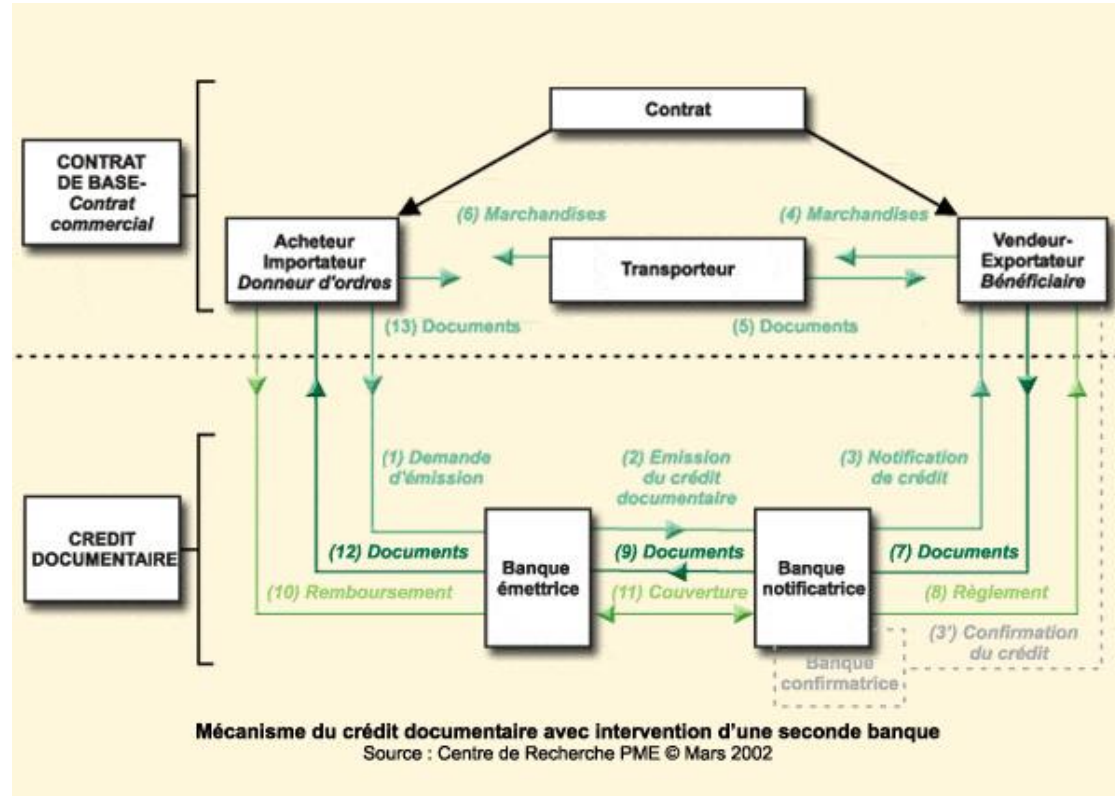 Contrat
CONTRAT
DE BASE-
Contrat
commercial
(6) Marchandises
(4) Marchandises
Acheteur
Importateur
Donneur d'ordres
Transporteur
Vendeur-
Exportateur
Bénéficiaire
(13) Documents
(5) Documents
(1) Demande
d'émission
(2) Emission
du crédit
documentaire
(3) Notification
de crédit
CREDIT
DOCUMENTAIRE
(12) Documents
(9) Documents
(7) Documents
Banque
émettrice
Banque
notificatrice
(10) Remboursement
(11) Couverture
(8) Règlement
(3') Confirmation
du crédit
Banque
confirmatrice
Mécanisme du crédit documentaire avec intervention d'une seconde banque
Source : Centre de Recherche PME © Mars 2002